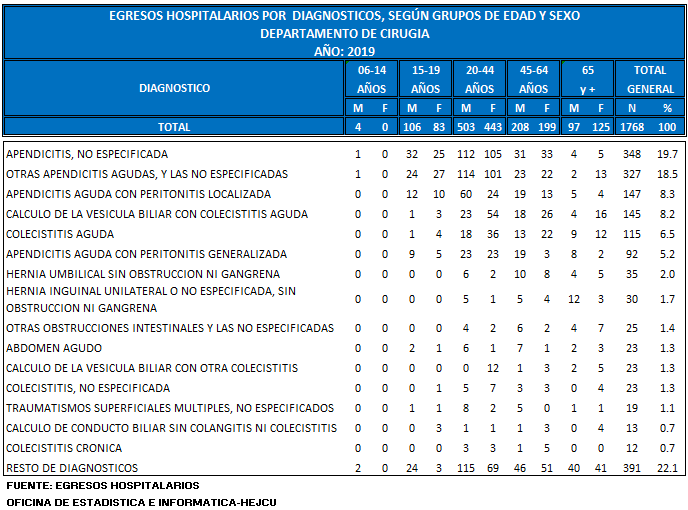 EGRESOS HOSPITALARIOS POR DIAGNOSTICOS, SEGÚN GRUPOS DE EDAD Y SEXO
DEPARTAMENTO DE CIRUGIA
AÑO: 2019
DIAGNOSTICO 06-14 AÑOS 15-19 AÑOS 20-44 AÑOS 45-64 AÑOS 65 y + TOTAL GENERAL
M F M F M F M F M F N %
TOTAL 4 0 106 83 503 443 208 199 97 125 1768 100
APENDICITIS, NO ESPECIFICADA 1 0 32 25 112 105 31 33 4 5 348 19.7
OTRAS APENDICITIS AGUDAS, Y LAS NO ESPECIFICADAS 1 0 24 27 114 101 23 22 2 13 327 18.5
APENDICITIS AGUDA CON PERITONITIS LOCALIZADA 0 0 12 10 60 24 19 13 5 4 147 8.3
CALCULO DE LA VESICULA BILIAR CON COLECISTITIS AGUDA 0 0 1 3 23 54 18 26 4 16 145 8.2
COLECISTITIS AGUDA 0 0 1 4 18 36 13 22 9 12 115 6.5
APENDICITIS AGUDA CON PERITONITIS GENERALIZADA 0 0 9 5 23 23 19 3 8 2 92 5.2
HERNIA UMBILICAL SIN OBSTRUCCION NI GANGRENA 0 0 0 0 6 2 10 8 4 5 35 2.0
HERNIA INGUINAL UNILATERAL O NO ESPECIFICADA, SIN
OBSTRUCCION NI GANGRENA 0 0 0 0 5 1 5 4 12 3 30 1.7
OTRAS OBSTRUCCIONES INTESTINALES Y LAS NO ESPECIFICADAS 0 0 0 0 4 2 6 2 4 7 25 1.4
ABDOMEN AGUDO 0 0 2 1 6 1 7 1 2 3 23 1.3
CALCULO DE LA VESICULA BILIAR CON OTRA COLECISTITIS 0 0 0 0 0 12 1 3 2 5 23 1.3
COLECISTITIS, NO ESPECIFICADA 0 0 0 1 5 7 3 3 0 4 23 1.3
TRAUMATISMOS SUPERFICIALES MULTIPLES, NO ESPECIFICADOS 0 0 1 1 8 2 5 0 1 1 19 1.1
CALCULO DE CONDUCTO BILIAR SIN COLANGITIS NI COLECISTITIS 0 0 0 3 1 1 1 3 0 4 13 0.7
COLECISTITIS CRONICA 0 0 0 0 3 3 1 5 0 0 12 0.7
RESTO DE DIAGNOSTICOS 2 0 24 3 115 69 46 51 40 41 391 22.1
FUENTE: EGRESOS HOSPITALARIOS
OFICINA DE ESTADISTICA E INFORMATICA-HEJCU